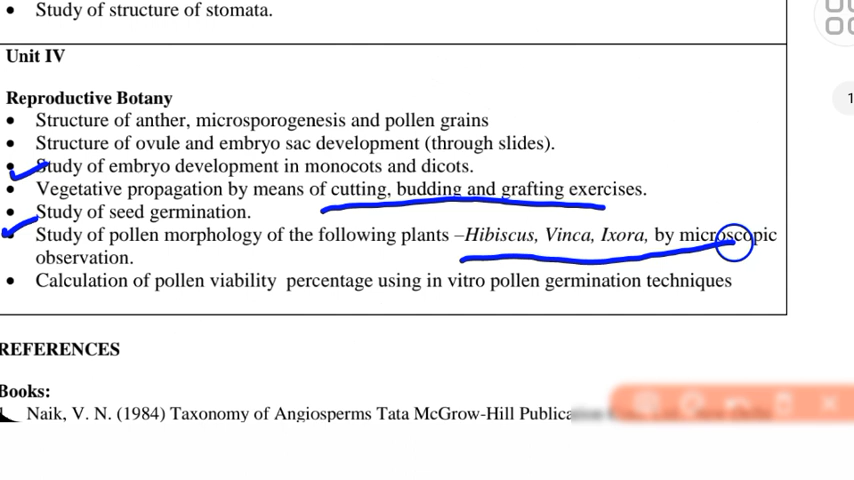 • Study of structure of stomata.
Unit IV
Reproductive Botany
• Structure of anther, microsporogenesis and pollen grains
• Structure of ovule and embryo sac development (through slides).
• Study of embryo development in monocots and dicots.
• Vegetative propagation by means of cutting, budding and grafting exercises.
• Study of seed germination.
• Study of pollen morphology of the following plants –Hibiscus, Vinca, Ixora, by microscopic
observation.
• Calculation of pollen viability percentage using in vitro pollen germination techniques
REFERENCES
Books:
Naik, V. N. (1984) Taxonomy of Angiosperms Tata McGrow-Hill
1